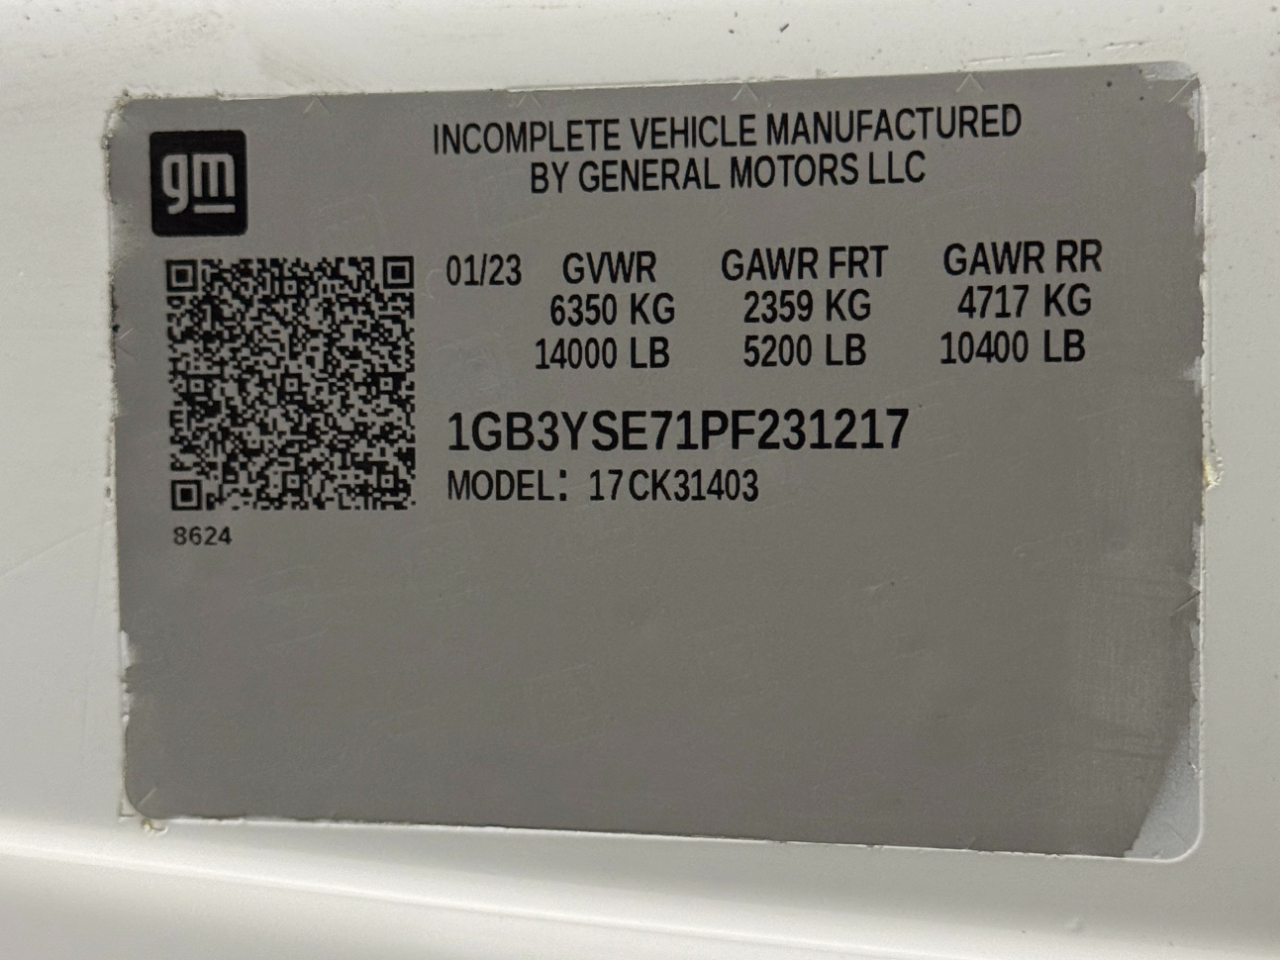 gm
INCOMPLETE VEHICLE MANUFACTURED
BY GENERAL MOTORS LLC
01/23 GVWR GAWR FRT GAWR RR
6350 KG 2359 KG 4717 KG
14000 LB 5200 LB 10400 LB
1GB3YSE71PF231217
MODEL: 17CK31403
8624